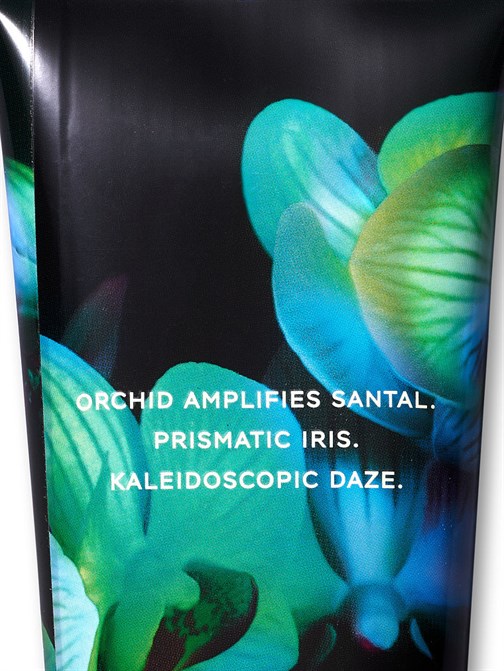 ORCHID AMPLIFIES SANTAL.
PRISMATIC IRIS.
KALEIDOSCOPIC DAZE.